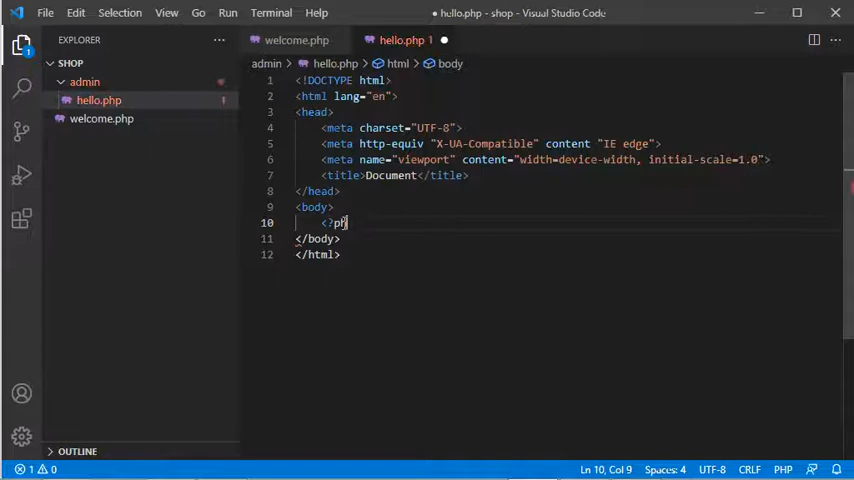 File Edit Selection View Go Run Terminal Help ● hello.php - shop - Visual Studio Code
EXPLORER ···
welcome.php
hello.php 1 ●
1
SHOP
admin
hello.php 1
welcome.php
OUTLINE
admin > hello.php > html > body
1 <!DOCTYPE html>
2 <html lang="en">
3 <head>
4 <meta charset="UTF-8">
5 <meta http-equiv "X-UA-Compatible" content "IE edge">
6 <meta name="viewport" content="width=device-width, initial-scale=1.0">
7 <title>Document</title>
8 </head>
9 <body>
10 <?ph
11 </body>
12 </html>
1 0 Ln 10, Col 9 Spaces: 4 UTF-8 CRLF PHP